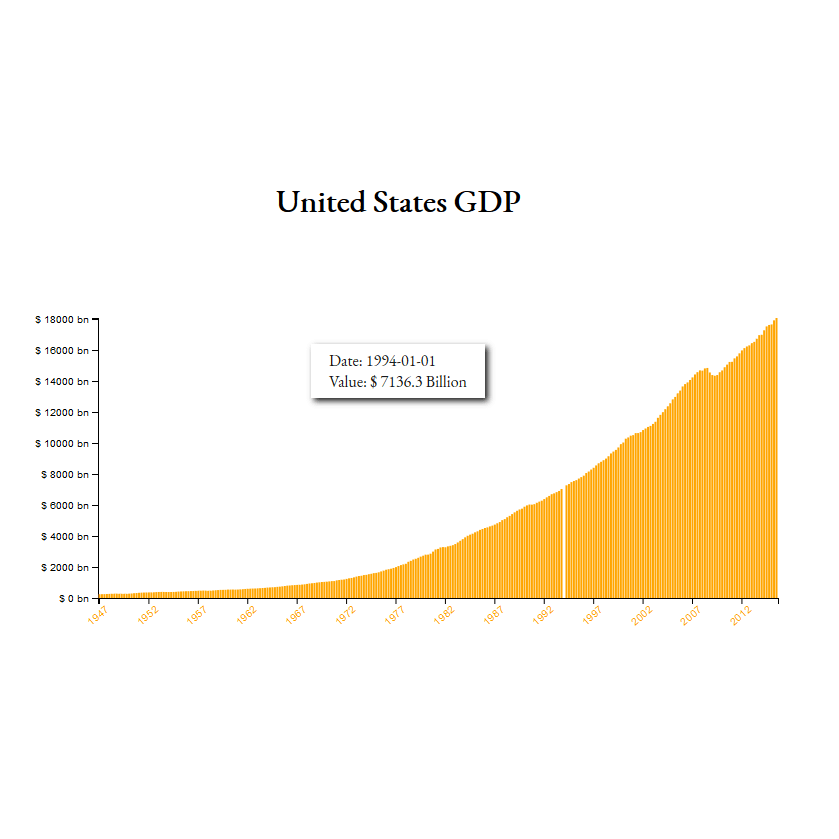 United States GDP
$ 18000 bn
$ 16000 bn
$ 14000 bn
$ 12000 bn
$ 10000 bn
$ 8000 bn
$ 6000 bn
$ 4000 bn
$ 2000 bn
$ 0 bn
Date: 1994-01-01
Value: $ 7136.3 Billion
1947 1952 1957 1962 1967 1972 1977 1982 1987 1992 1997 2002 2007 2012